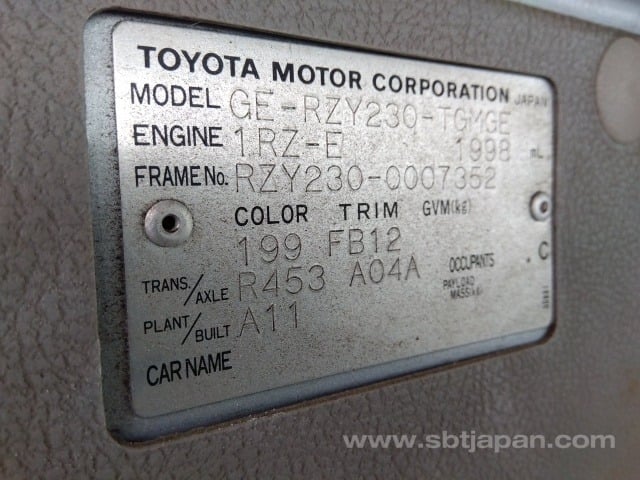 TOYOTA MOTOR CORPORATION JAPAN
MODEL GE-RZY230-TGMGE
ENGINE 1RZ-E 1998 mL
FRAME No. RZY230-0007352
COLOR TRIM GVM(kg)
199 FB12
TRANS./AXLE R453 A04A OCCUPANTS
PAYLOAD MASS(kg)
PLANT/BUILT A11
CAR NAME
C
www.sbtjapan.com